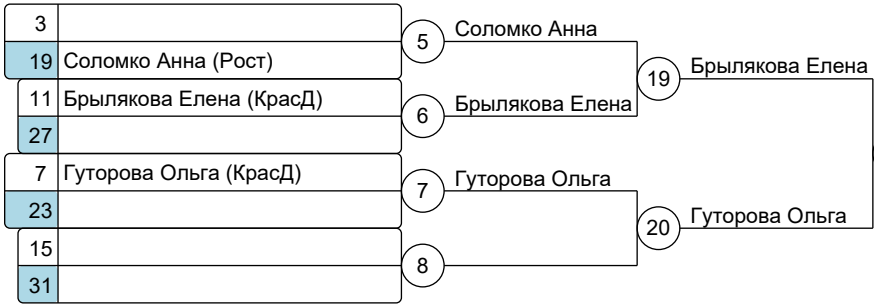 3
5 Соломко Анна
19 Соломко Анна (Рост)
19 Брылякова Елена
11 Брылякова Елена (КрасД)
6 Брылякова Елена
27
7 Гуторова Ольга (КрасД)
7 Гуторова Ольга
23
20 Гуторова Ольга
15
8
31